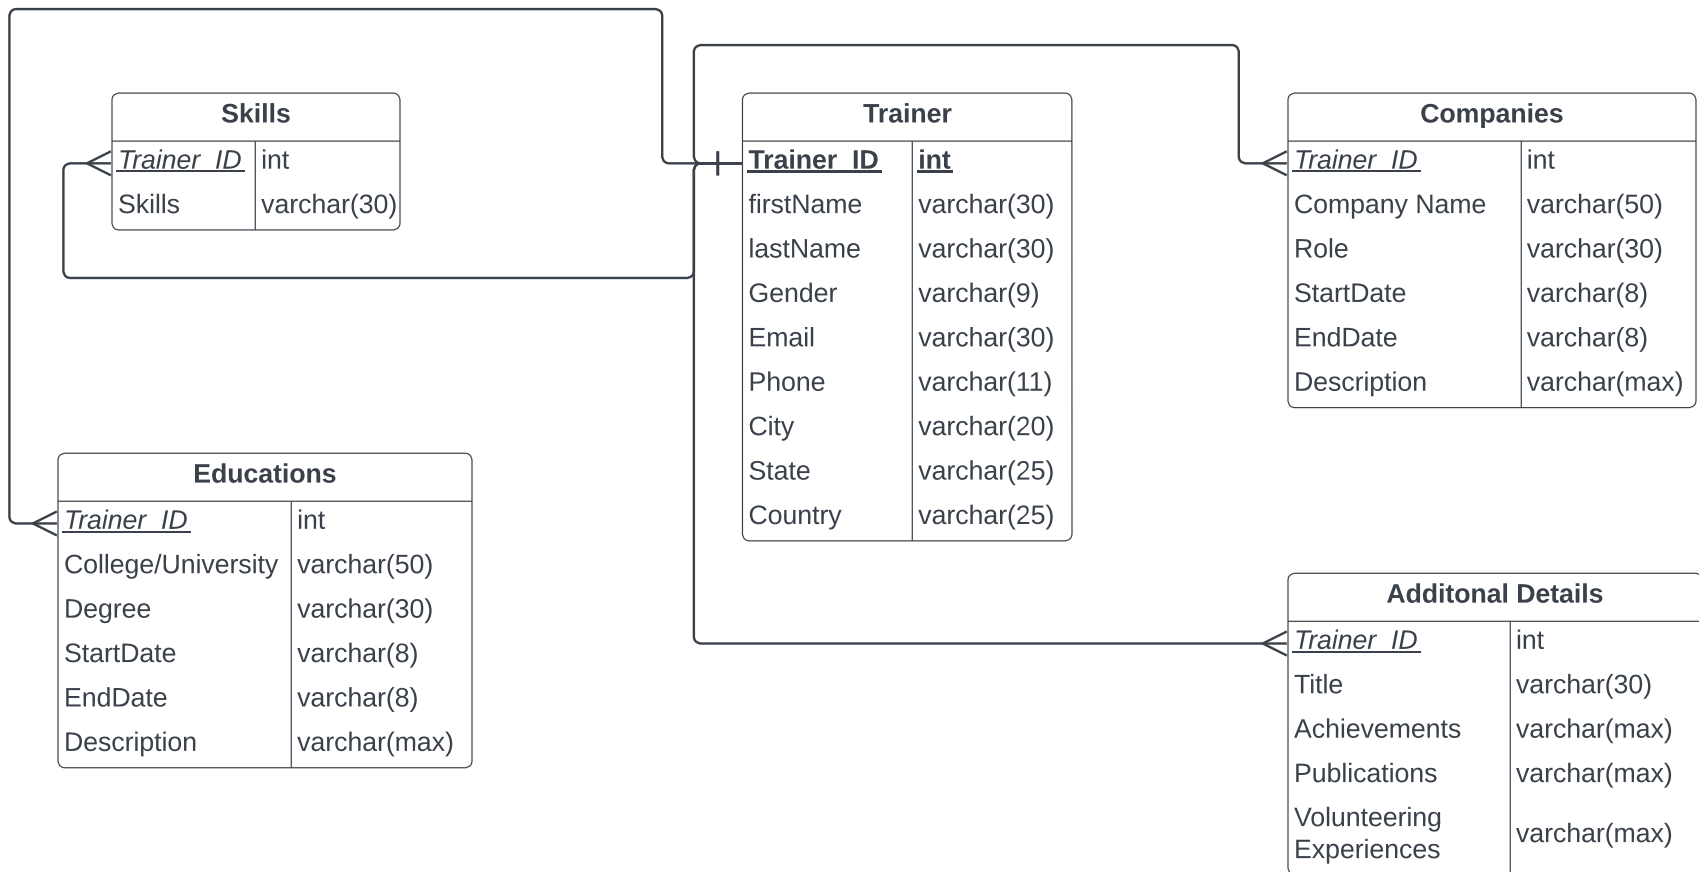 Skills
Trainer_ID int
Skills varchar(30)
Trainer
Trainer_ID int
firstName varchar(30)
lastName varchar(30)
Gender varchar(9)
Email varchar(30)
Phone varchar(11)
City varchar(20)
State varchar(25)
Country varchar(25)
Companies
Trainer_ID int
Company Name varchar(50)
Role varchar(30)
StartDate varchar(8)
EndDate varchar(8)
Description varchar(max)
Educations
Trainer_ID int
College/University varchar(50)
Degree varchar(30)
StartDate varchar(8)
EndDate varchar(8)
Description varchar(max)
Additonal Details
Trainer_ID int
Title varchar(30)
Achievements varchar(max)
Publications varchar(max)
Volunteering
Experiences varchar(max)